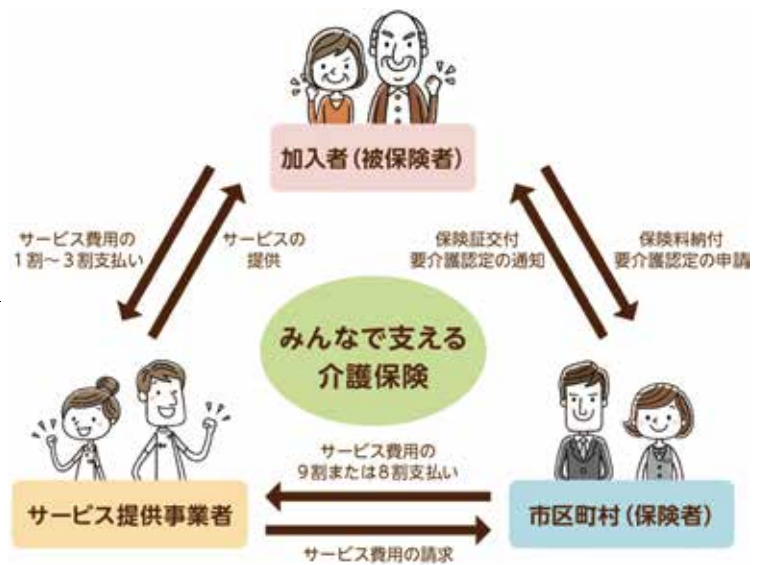 加入者（被保険者）
サービス費用の
1割～3割支払い
サービスの
提供
保険証交付
要介護認定の通知
保険料納付
要介護認定の申請
みんなで支える
介護保険
サービス費用の
9割または8割支払い
サービス提供事業者
市区町村（保険者）
サービス費用の請求